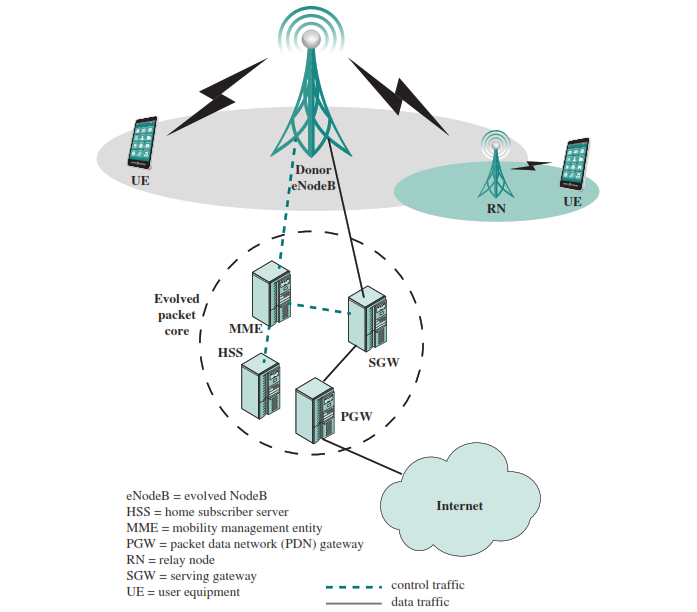 UE
Donor
eNodeB
RN
UE
Evolved
packet
core
MME
HSS
SGW
PGW
Internet
eNodeB = evolved NodeB
HSS = home subscriber server
MME = mobility management entity
PGW = packet data network (PDN) gateway
RN = relay node
SGW = serving gateway
UE = user equipment
control traffic
data traffic